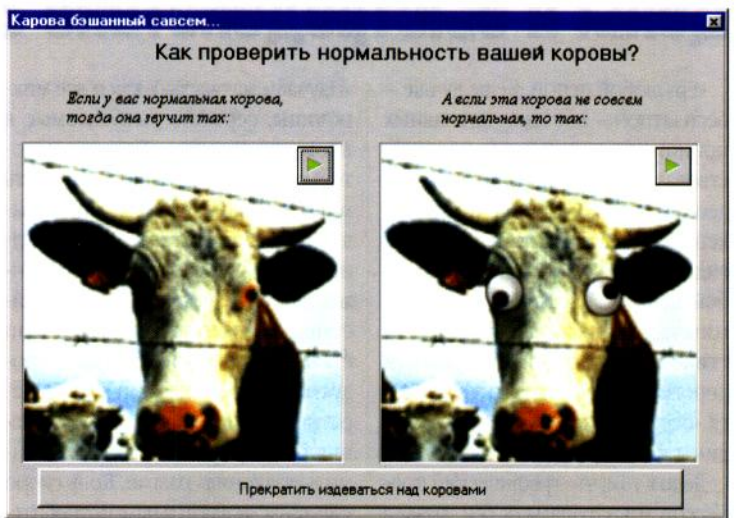 Карова бэшанный савсем...
Как проверить нормальность вашей коровы?
Если у вас нормальная корова,
тогда она звучит так:
А если эта корова не совсем
нормальная, то так:
Прекратить издеваться над коровами